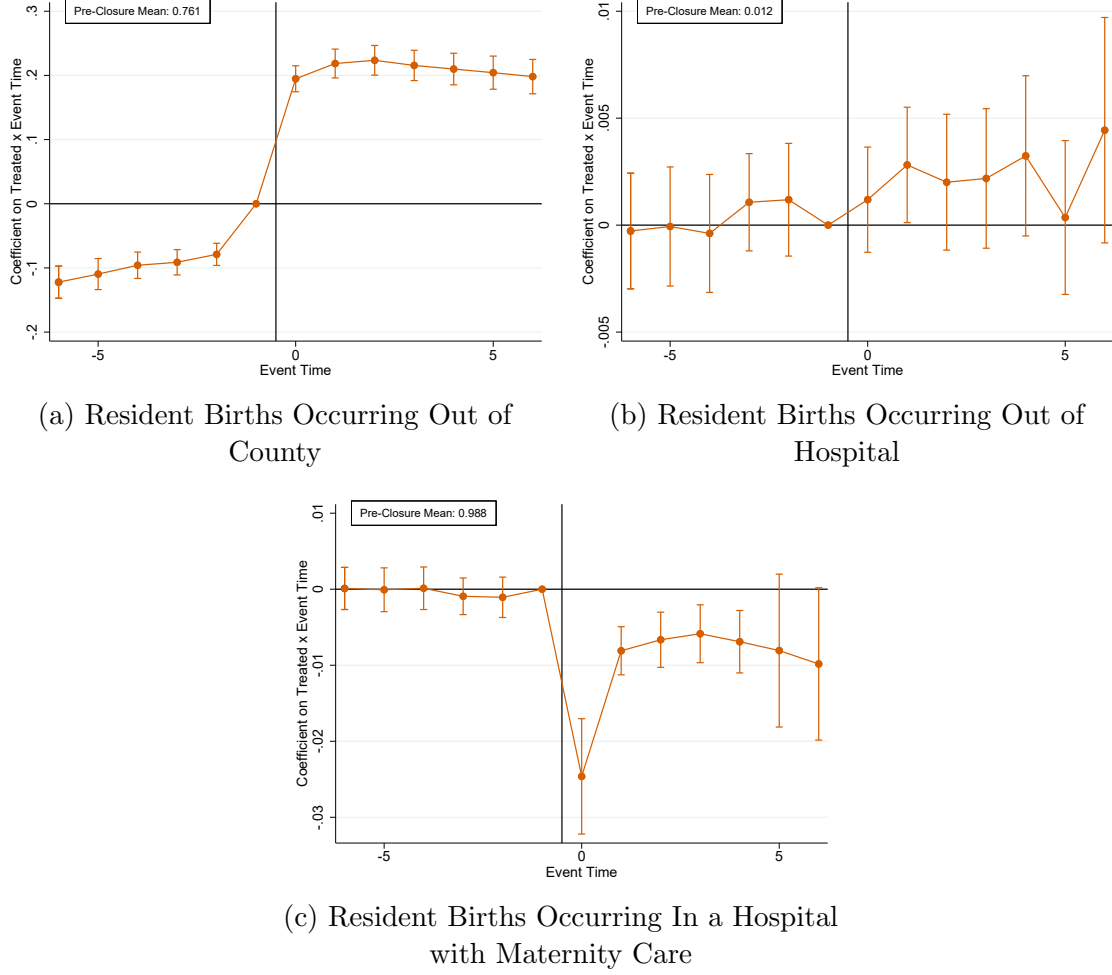 Pre-Closure Mean: 0.761
Coefficient on Treated x Event Time
.3
.2
.1
0
-.1
-.2
-5
0
5
Event Time
(a) Resident Births Occurring Out of
County
Pre-Closure Mean: 0.012
Coefficient on Treated x Event Time
.01
.005
0
-.005
-5
0
5
Event Time
(b) Resident Births Occurring Out of
Hospital
Pre-Closure Mean: 0.988
Coefficient on Treated x Event Time
.01
0
-.01
-.02
-.03
-5
0
5
Event Time
(c) Resident Births Occurring In a Hospital
with Maternity Care